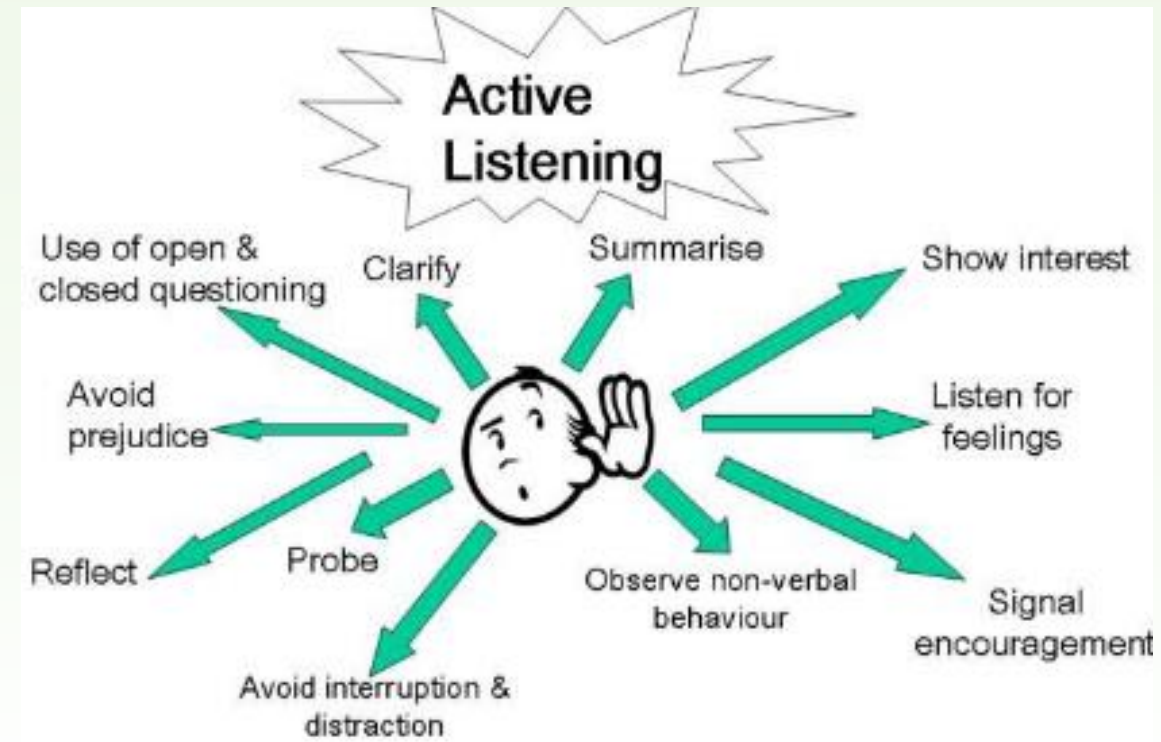 Active
Listening
Use of open &
closed questioning
Clarify
Summarise
Show interest
Avoid
prejudice
Listen for
feelings
Reflect
Probe
Observe non-verbal
behaviour
Signal
encouragement
Avoid interruption &
distraction